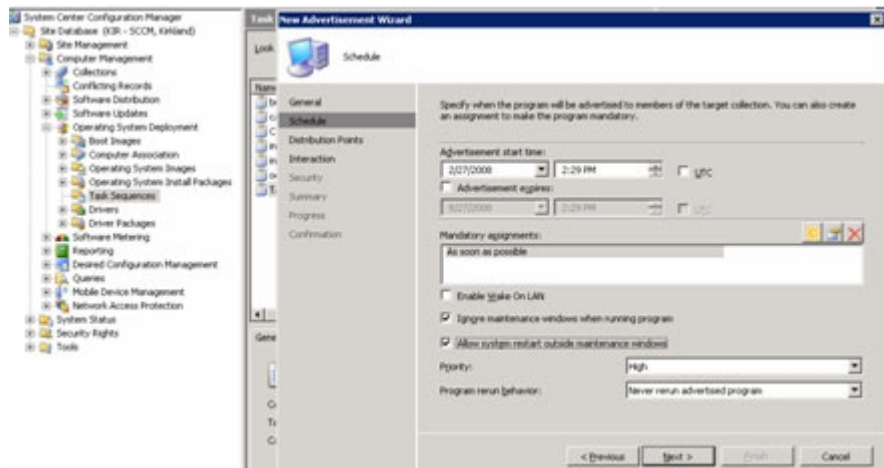 System Center Configuration Manager
Site Database (KIR - SCCM, Kirkland)
Site Management
Computer Management
Collections
Conflicting Records
Software Distribution
Software Updates
Operating System Deployment
Boot Images
Computer Association
Operating System Images
Operating System Install Packages
Task Sequences
Drivers
Driver Packages
Software Metering
Reporting
Desired Configuration Management
Queries
Mobile Device Management
Network Access Protection
System Status
Security Rights
Tools
Task
Look
Name
Gene
New Advertisement Wizard
Schedule
General
Schedule
Distribution Points
Interaction
Security
Summary
Progress
Confirmation
Specify when the program will be advertised to members of the target collection. You can also create
an assignment to make the program mandatory.
Advertisement start time:
2/27/2008 2:29 PM UTC
Advertisement expires:
2:29 PM UTC
Mandatory assignments:
As soon as possible
Enable Wake On LAN
Ignore maintenance windows when running program
Allow system restart outside maintenance windows
Priority: High
Program rerun behavior: Never rerun advertised program
< Previous Next > Finish Cancel